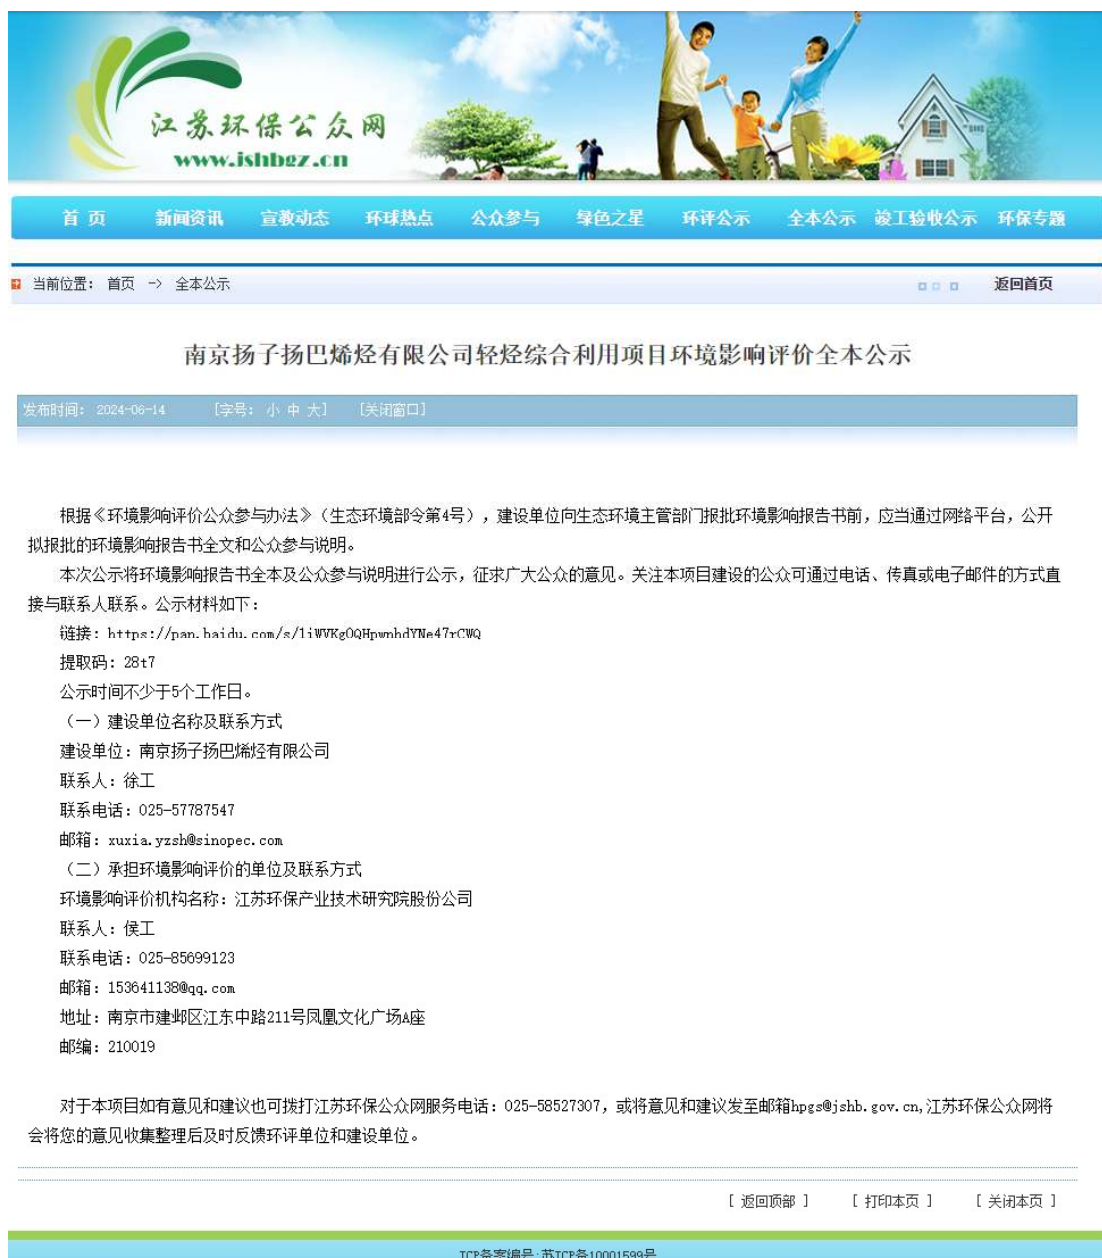 江苏环保公众网
www.jshbgz.cn
首 页 新闻资讯 宣教动态 环球热点 公众参与 绿色之星 环评公示 全本公示 竣工验收公示 环保专题
当前位置： 首页 -> 全本公示 返回首页
南京扬子扬巴烯烃有限公司轻烃综合利用项目环境影响评价全本公示
发布时间： 2024-06-14 [字号： 小 中 大] [关闭窗口]
根据《环境影响评价公众参与办法》（生态环境部令第4号），建设单位向生态环境主管部门报批环境影响报告书前，应当通过网络平台，公开
拟报批的环境影响报告书全文和公众参与说明。
本次公示将环境影响报告书全本及公众参与说明进行公示，征求广大公众的意见。关注本项目建设的公众可通过电话、传真或电子邮件的方式直
接与联系人联系。公示材料如下：
链接：https://pan.baidu.com/s/1iWVKgOQHpwnhdYNe47rCWQ
提取码：28t7
公示时间不少于5个工作日。
（一）建设单位名称及联系方式
建设单位：南京扬子扬巴烯烃有限公司
联系人：徐工
联系电话：025-57787547
邮箱：xuxia.yzsh@sinopec.com
（二）承担环境影响评价的单位及联系方式
环境影响评价机构名称：江苏环保产业技术研究院股份公司
联系人：侯工
联系电话：025-85699123
邮箱：153641138@qq.com
地址：南京市建邺区江东中路211号凤凰文化广场A座
邮编：210019
对于本项目如有意见和建议也可拨打江苏环保公众网服务电话：025-58527307，或将意见和建议发至邮箱hpgs@jshb.gov.cn,江苏环保公众网将
会将您的意见收集整理后及时反馈环评单位和建设单位。
[ 返回顶部 ] [ 打印本页 ] [ 关闭本页 ]
ICP备案编号:苏ICP备10001599号